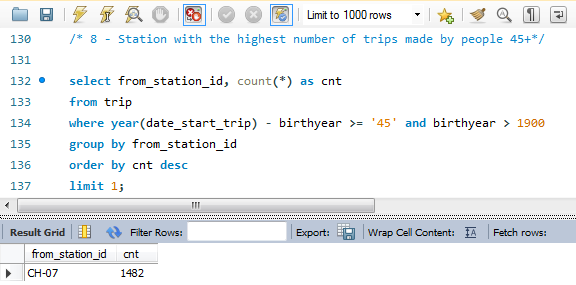 Limit to 1000 rows
130 /* 8 - Station with the highest number of trips made by people 45+*/
131
132 select from_station_id, count(*) as cnt
133 from trip
134 where year(date_start_trip) - birthyear >= '45' and birthyear > 1900
135 group by from_station_id
136 order by cnt desc
137 limit 1;
Result Grid Filter Rows: Export: Wrap Cell Content: IA Fetch rows:
from_station_id cnt
CH-07 1482